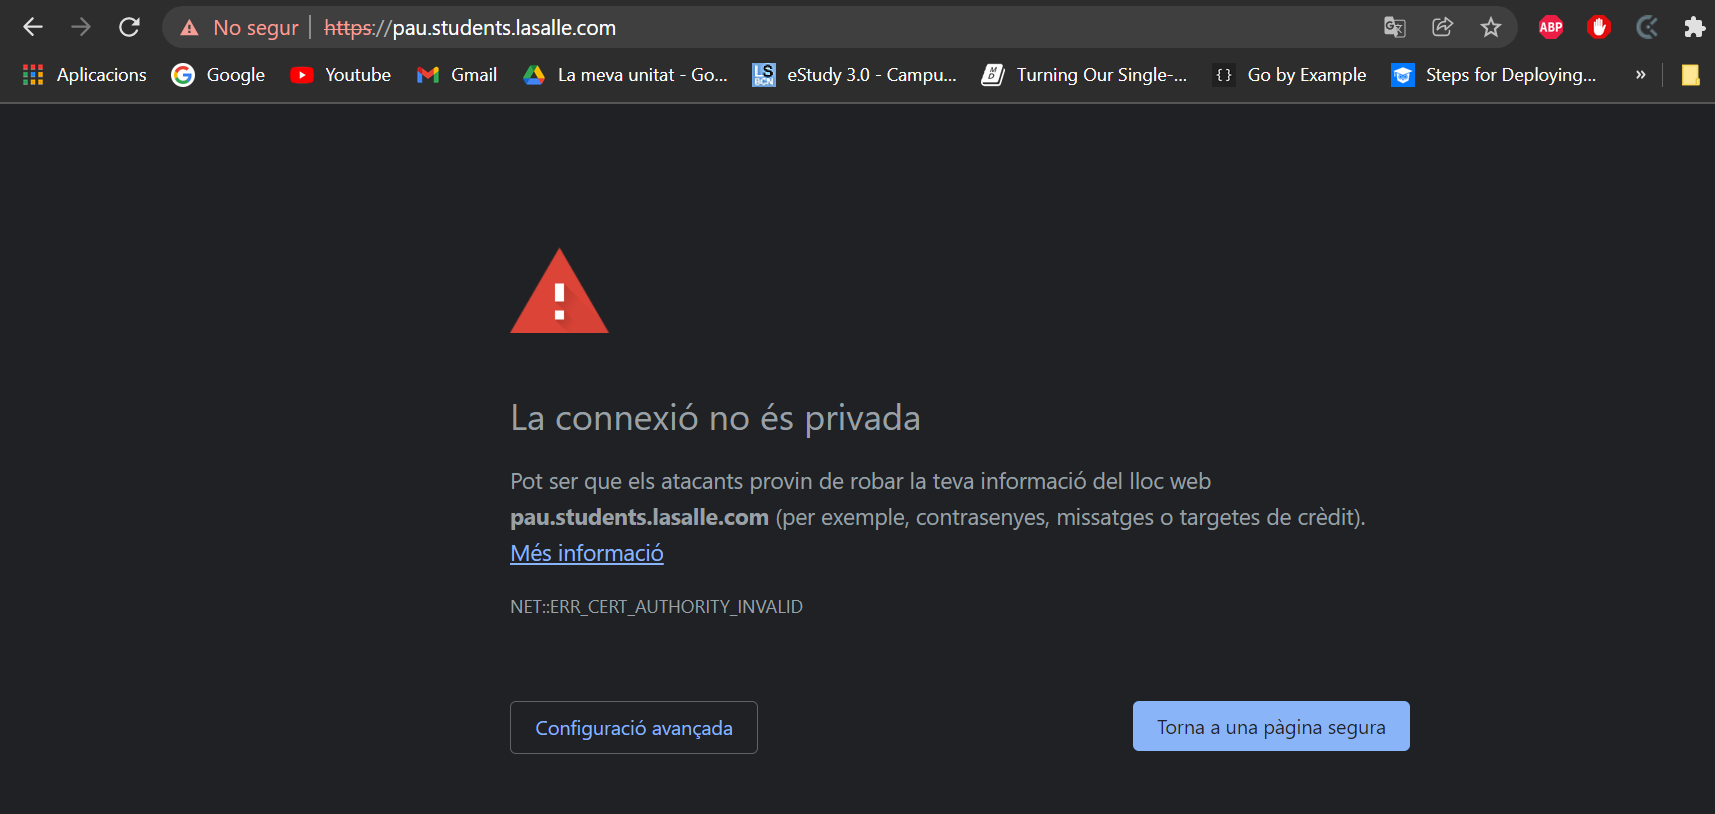 No segur https://pau.students.lasalle.com ABP
Aplicacions Google Youtube Gmail La meva unitat - Go... LS BCN eStudy 3.0 - Campu... MD Turning Our Single-... {} Go by Example Steps for Deploying... »
La connexió no és privada
Pot ser que els atacants provin de robar la teva informació del lloc web
pau.students.lasalle.com (per exemple, contrasenyes, missatges o targetes de crèdit).
Més informació
NET::ERR_CERT_AUTHORITY_INVALID
Configuració avançada Torna a una pàgina segura